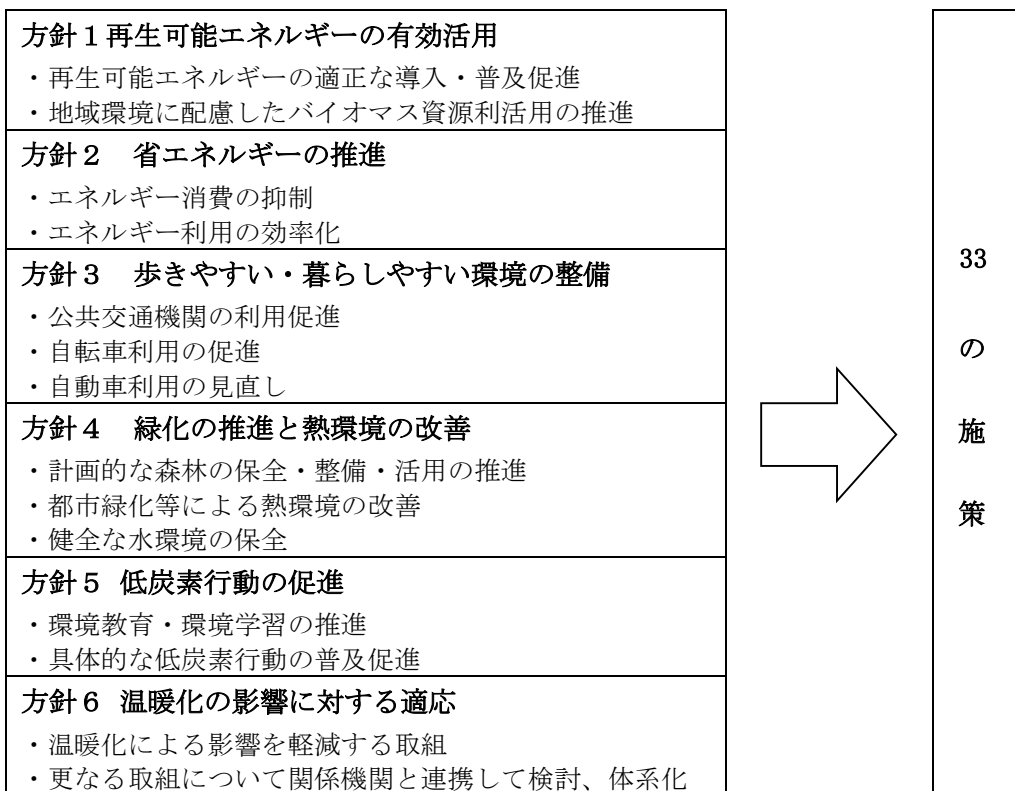 方針１再生可能エネルギーの有効活用
・再生可能エネルギーの適正な導入・普及促進
・地域環境に配慮したバイオマス資源利活用の推進
方針２　省エネルギーの推進
・エネルギー消費の抑制
・エネルギー利用の効率化
方針３　歩きやすい・暮らしやすい環境の整備
・公共交通機関の利用促進
・自転車利用の促進
・自動車利用の見直し
方針４　緑化の推進と熱環境の改善
・計画的な森林の保全・整備・活用の推進
・都市緑化等による熱環境の改善
・健全な水環境の保全
方針５ 低炭素行動の促進
・環境教育・環境学習の推進
・具体的な低炭素行動の普及促進
方針６ 温暖化の影響に対する適応
・温暖化による影響を軽減する取組
・更なる取組について関係機関と連携して検討、体系化
33
の
施
策